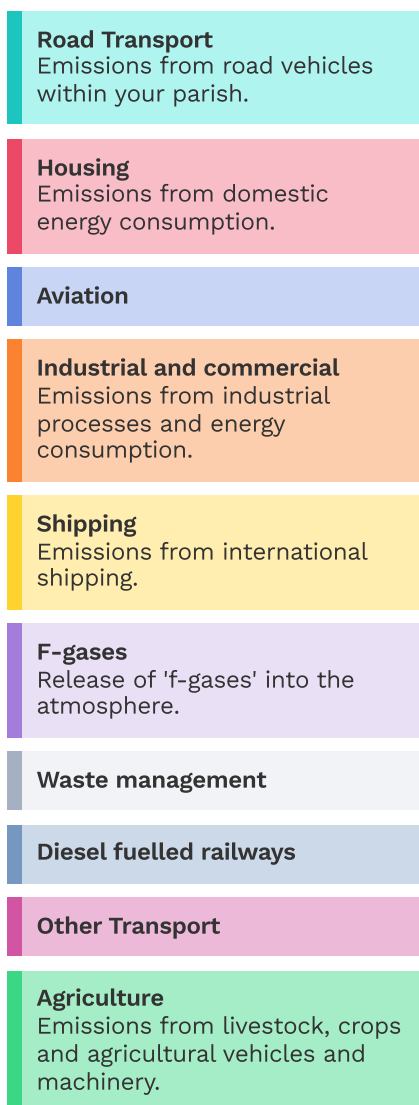 Road Transport
Emissions from road vehicles
within your parish.
Housing
Emissions from domestic
energy consumption.
Aviation
Industrial and commercial
Emissions from industrial
processes and energy
consumption.
Shipping
Emissions from international
shipping.
F-gases
Release of 'f-gases' into the
atmosphere.
Waste management
Diesel fuelled railways
Other Transport
Agriculture
Emissions from livestock, crops
and agricultural vehicles and
machinery.